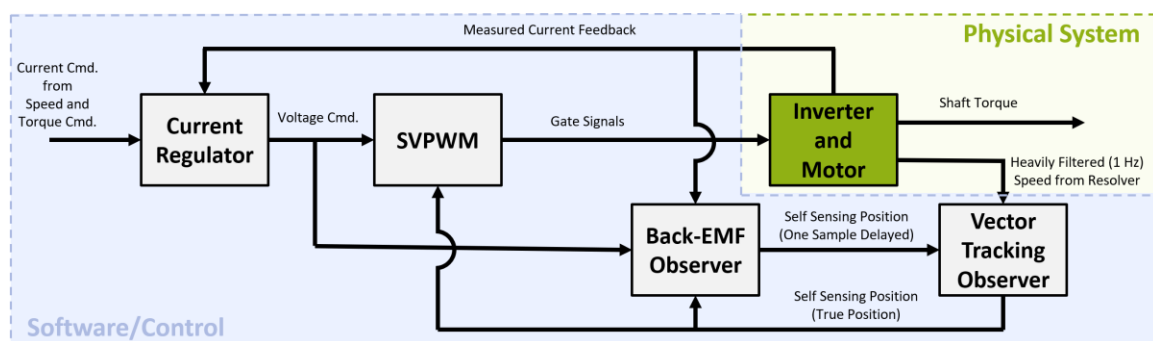 Measured Current Feedback
Physical System
Current Cmd.
from
Speed and
Torque Cmd.
Current
Regulator
Voltage Cmd.
SVPWM
Gate Signals
Inverter
and
Motor
Shaft Torque
Heavily Filtered (1 Hz)
Speed from Resolver
Back-EMF
Observer
Self Sensing Position
(One Sample Delayed)
Vector
Tracking
Observer
Self Sensing Position
(True Position)
Software/Control